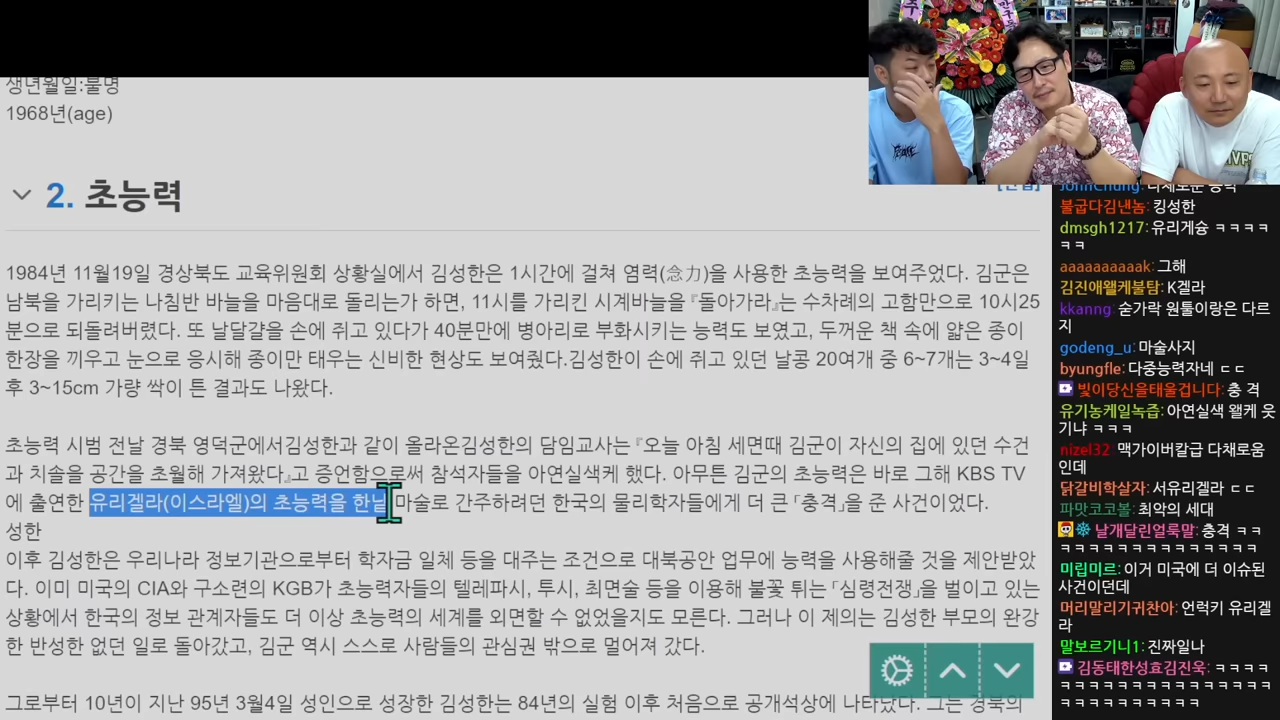 생년월일:불명
1968년(age)
2. 초능력
[편집]
1984년 11월19일 경상북도 교육위원회 상황실에서 김성한은 1시간에 걸쳐 염력(念力)을 사용한 초능력을 보여주었다. 김군은
남북을 가리키는 나침반 바늘을 마음대로 돌리는가 하면, 11시를 가리킨 시계바늘을 『돌아가라』는 수차례의 고함만으로 10시25
분으로 되돌려버렸다. 또 날달걀을 손에 쥐고 있다가 40분만에 병아리로 부화시키는 능력도 보였고, 두꺼운 책 속에 얇은 종이
한장을 끼우고 눈으로 응시해 종이만 태우는 신비한 현상도 보여줬다.김성한이 손에 쥐고 있던 날콩 20여개 중 6~7개는 3~4일
후 3~15cm 가량 싹이 튼 결과도 나왔다.
초능력 시범 전날 경북 영덕군에서김성한과 같이 올라온김성한의 담임교사는 『오늘 아침 세면때 김군이 자신의 집에 있던 수건
과 치솔을 공간을 초월해 가져왔다』고 증언함으로써 참석자들을 아연실색케 했다. 아무튼 김군의 초능력은 바로 그해 KBS TV
에 출연한 유리겔라(이스라엘)의 초능력을 한낱 마술로 간주하려던 한국의 물리학자들에게 더 큰 「충격」을 준 사건이었다.
성한
이후 김성한은 우리나라 정보기관으로부터 학자금 일체 등을 대주는 조건으로 대북공안 업무에 능력을 사용해줄 것을 제안받았
다. 이미 미국의 CIA와 구소련의 KGB가 초능력자들의 텔레파시, 투시, 최면술 등을 이용해 불꽃 튀는 「심령전쟁」을 벌이고 있는
상황에서 한국의 정보 관계자들도 더 이상 초능력의 세계를 외면할 수 없었을지도 모른다. 그러나 이 제의는 김성한 부모의 완강
한 반성한 없던 일로 돌아갔고, 김군 역시 스스로 사람들의 관심권 밖으로 멀어져 갔다.
그로부터 10년이 지난 95년 3월4일 성인으로 성장한 김성한는 84년의 실험 이후 처음으로 공개석상에 나타났다. 그는 경북의
JohnChung: 다채로운 능력
불굽다김낸놈: 킹성한
dmsgh1217: 유리게슝 ㅋㅋㅋㅋ
ㅋㅋ
aaaaaaaaaak: 그해
김진애왤케불탐: K겔라
kkanng: 숟가락 원툴이랑은 다르
지
godeng_u: 마술사지
byungfle: 다중능력자네 ㄷㄷ
빛이당신을태울겁니다: 충 격
유기농케일녹즙: 아연실색 왤케 웃
기냐 ㅋㅋㅋ
nizel32: 맥가이버칼급 다채로움
인데
닭갈비학살자: 서유리겔라 ㄷㄷ
파맛코코볼: 최악의 세대
날개달린얼룩말: 충격 ㅋㅋ
ㅋㅋㅋㅋㅋㅋㅋㅋㅋㅋㅋㅋㅋㅋ
미립미르: 이거 미국에 더 이슈된
사건이던데
머리말리기귀찬아: 언럭키 유리겔
라
말보르기니1: 진짜일나
김동태한성효김진욱: ㅋㅋㅋㅋ
ㅋㅋㅋㅋㅋㅋㅋㅋㅋㅋㅋㅋㅋㅋㅋ
ㅋㅋㅋㅋㅋㅋㅋㅋㅋㅋ